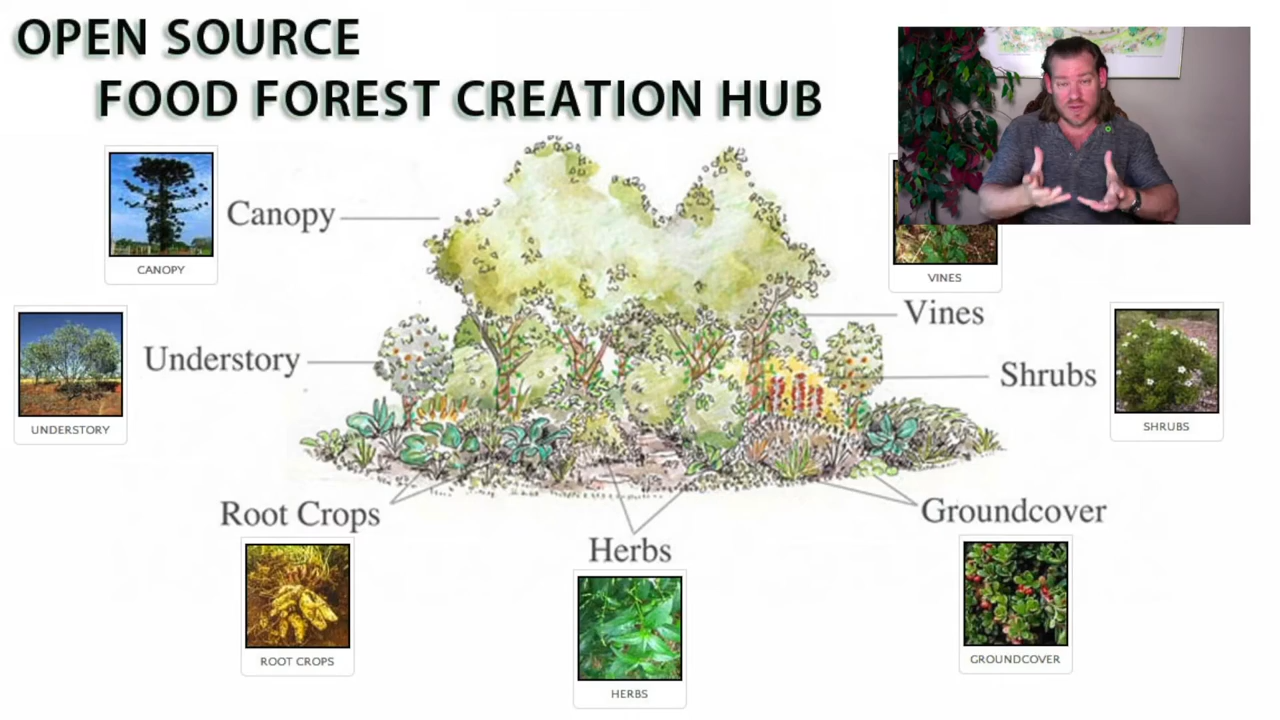 OPEN SOURCE
FOOD FOREST CREATION HUB
CANOPY
Canopy
VINES
Vines
UNDERSTORY
Understory
Shrubs
SHRUBS
Root Crops
ROOT CROPS
Herbs
HERBS
Groundcover
GROUNDCOVER